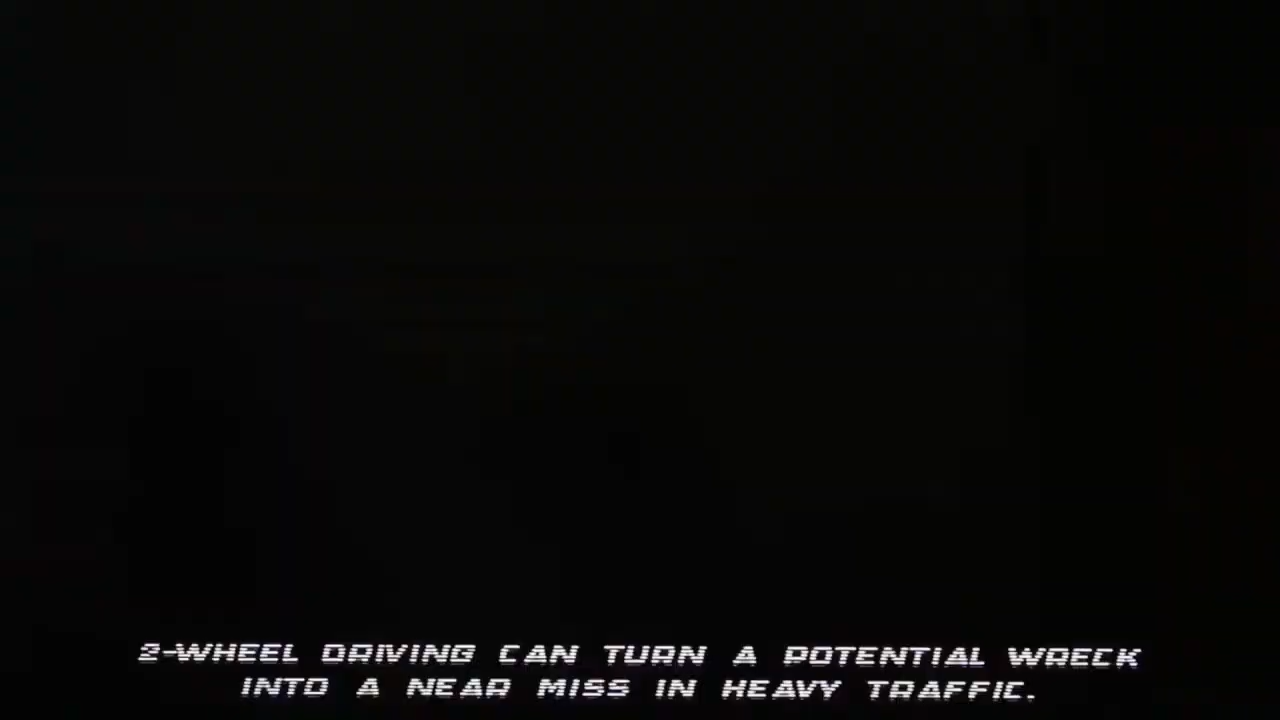 2-WHEEL DRIVING CAN TURN A POTENTIAL WRECK
INTO A NEAR MISS IN HEAVY TRAFFIC.